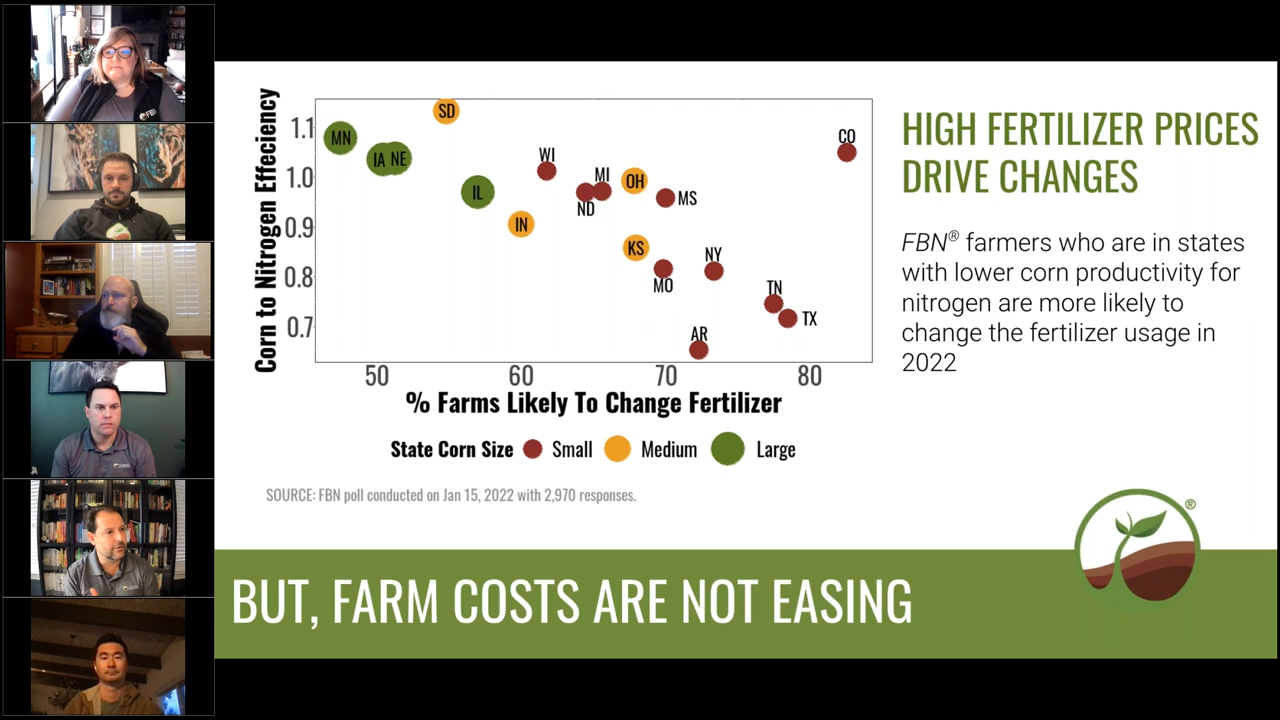 FBN
Corn to Nitrogen Effeciency
1.1
1.0
0.9
0.8
0.7
MN
IA
NE
SD
IL
IN
WI
ND
MI
OH
MS
KS
MO
NY
AR
TN
TX
CO
50 60 70 80
% Farms Likely To Change Fertilizer
State Corn Size Small Medium Large
SOURCE: FBN poll conducted on Jan 15, 2022 with 2,970 responses.
HIGH FERTILIZER PRICES
DRIVE CHANGES
FBN® farmers who are in states
with lower corn productivity for
nitrogen are more likely to
change the fertilizer usage in
2022
®
BUT, FARM COSTS ARE NOT EASING